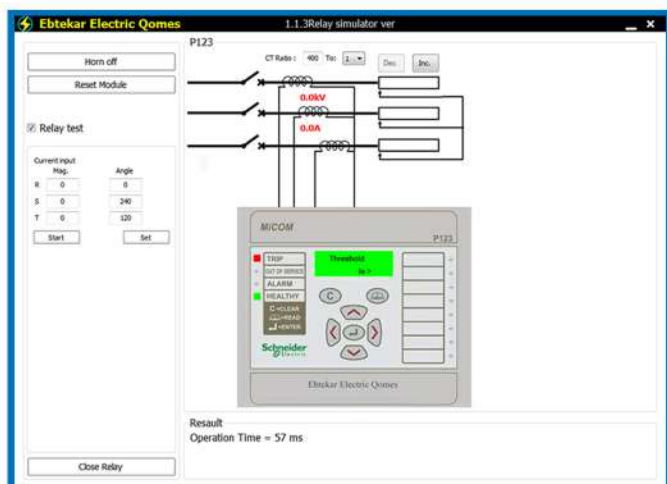 Ebtekar Electric Qomes
1.1.3Relay simulator ver
Horn off
Reset Module
Relay test
Current input
Mag. Angle
R 0 0
S 0 240
T 0 120
Start Set
Close Relay
P123
CT Ratio : 400 To: 1 Dec. Inc.
0.0kV
0.0A
MiCOM
P123
TRIP
OUT OF SERVICE
ALARM
HEALTHY
C =CLEAR
=READ
=ENTER
Threshold
Ie >
C
Schneider
Electric
Ebtekar Electric Qomes
Resault
Operation Time = 57 ms